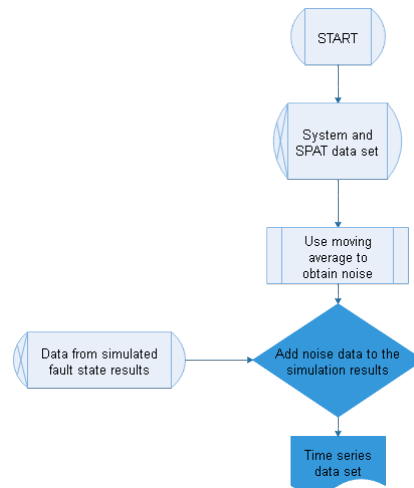 START
System and
SPAT data set
Use moving
average to
obtain noise
Data from simulated
fault state results
Add noise data to the
simulation results
Time series
data set